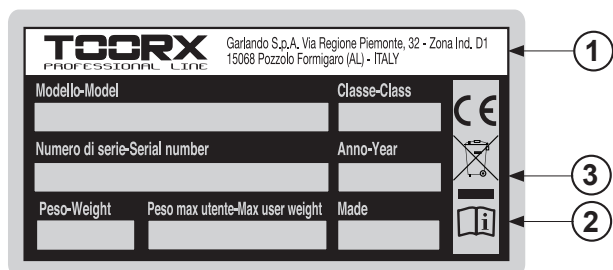 TOORX
PROFESSIONAL LINE
Garlando S.p.A. Via Regione Piemonte, 32 - Zona Ind. D1
15068 Pozzolo Formigaro (AL) - ITALY
1
Modello-Model
Classe-Class
CE
Numero di serie-Serial number
Anno-Year
3
Peso-Weight
Peso max utente-Max user weight
Made
i
2